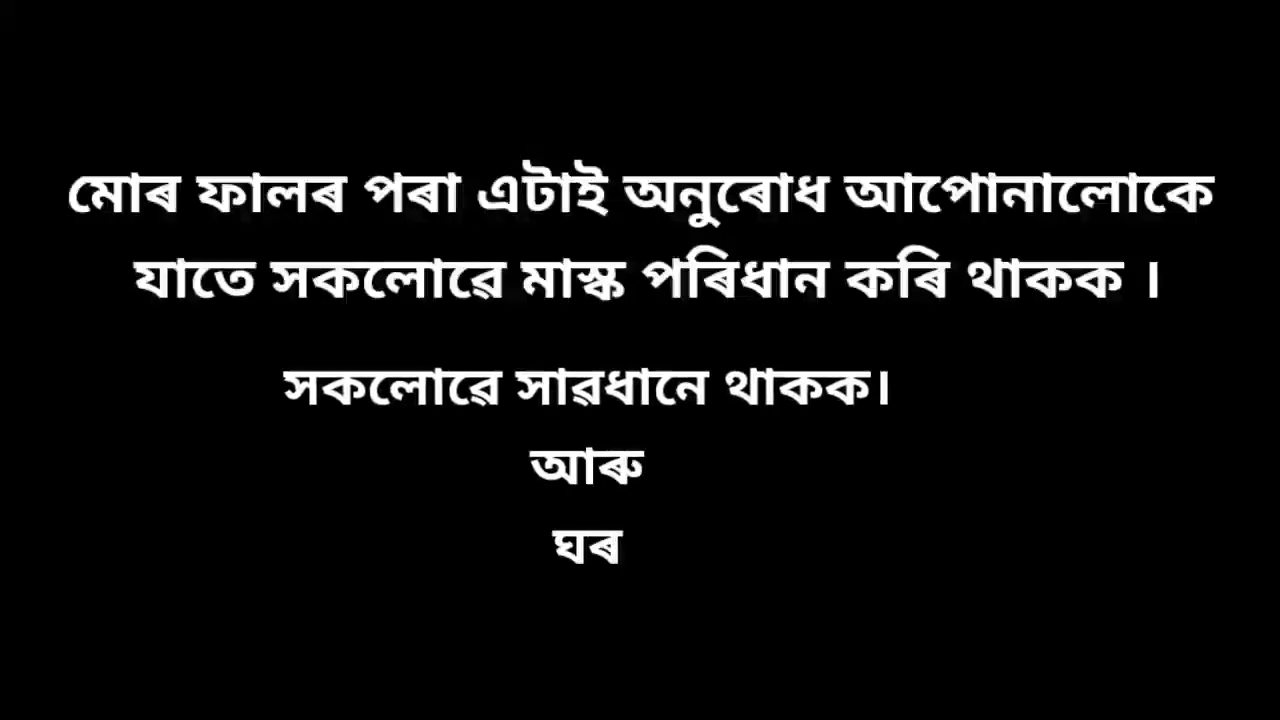 মোৰ ফালৰ পৰা এটাই অনুৰোধ আপোনালোকে
যাতে সকলোৱে মাস্ক পৰিধান কৰি থাকক ।
সকলোৱে সাৱধানে থাকক।
আৰু
ঘৰ